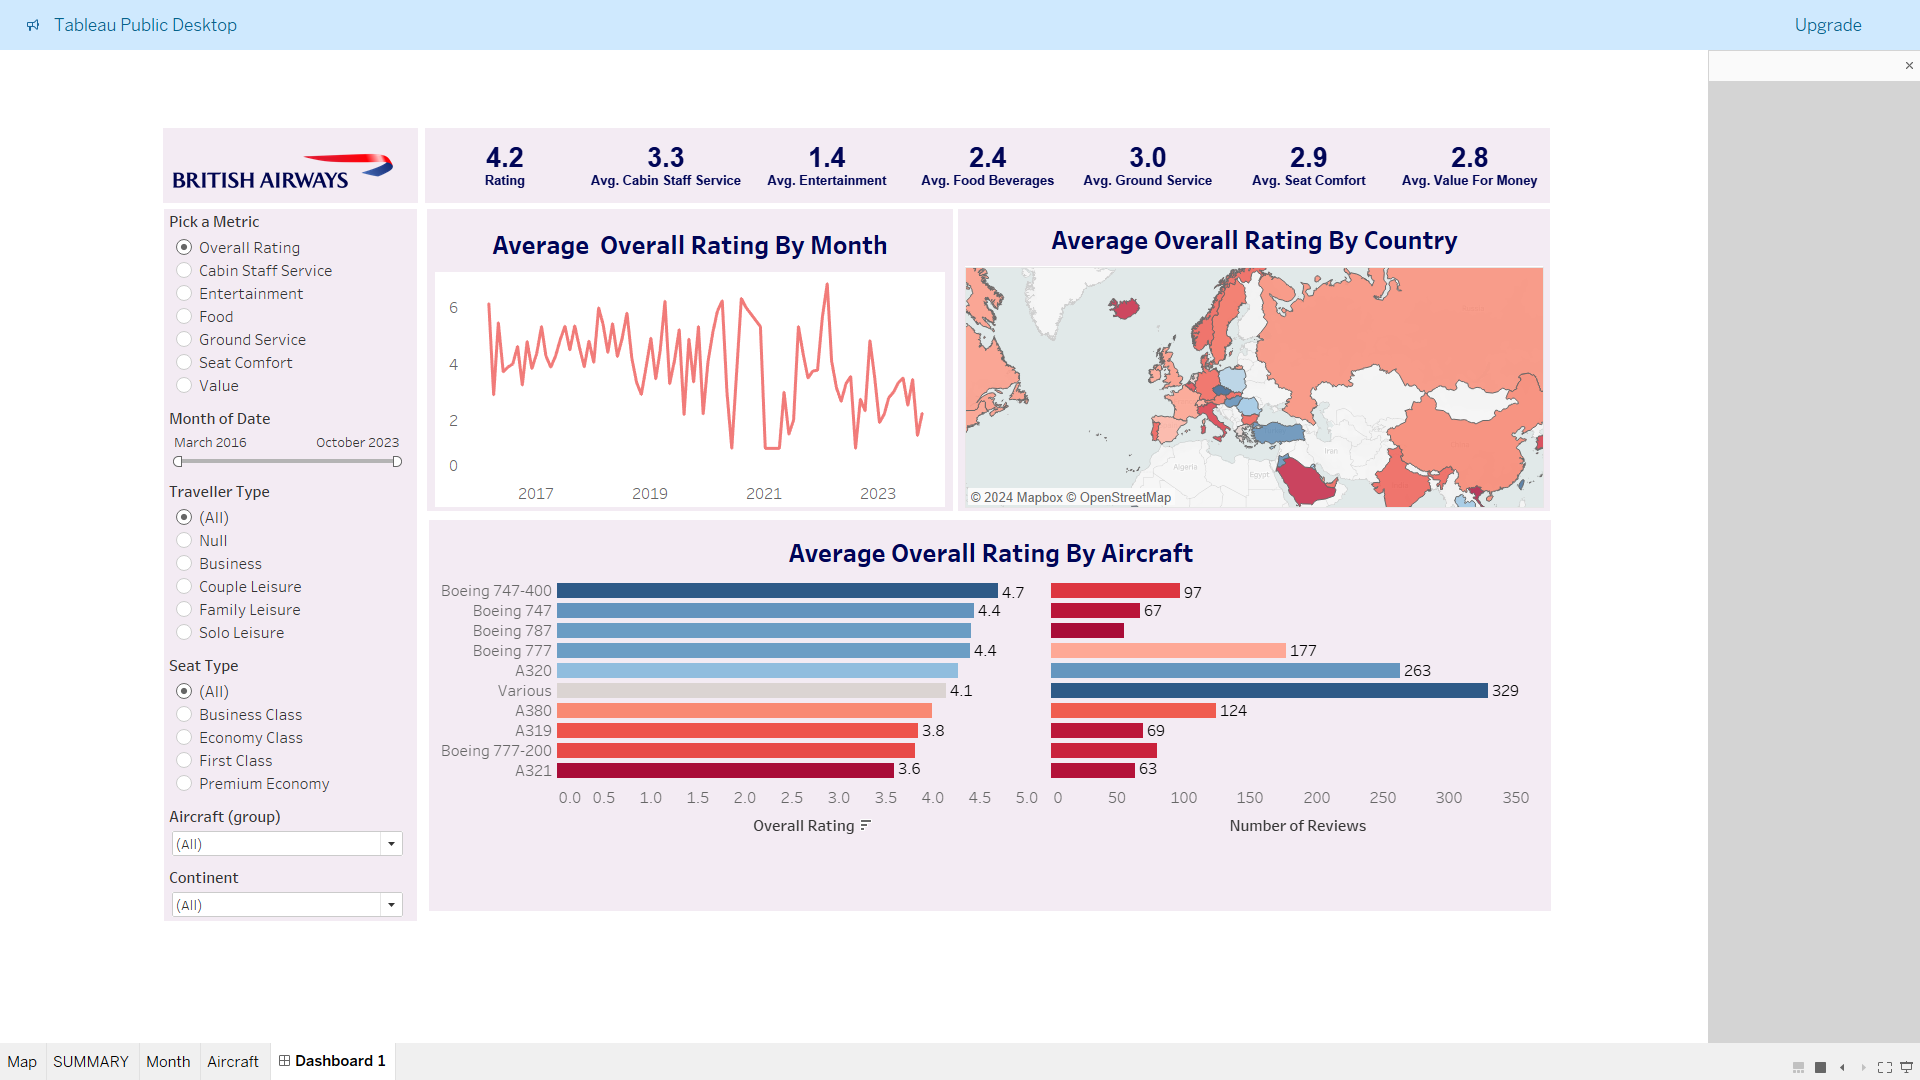 Tableau Public Desktop
Upgrade
BRITISH AIRWAYS
4.2 3.3 1.4 2.4 3.0 2.9 2.8
Rating Avg. Cabin Staff Service Avg. Entertainment Avg. Food Beverages Avg. Ground Service Avg. Seat Comfort Avg. Value For Money
Pick a Metric
Overall Rating
Cabin Staff Service
Entertainment
Food
Ground Service
Seat Comfort
Value
Month of Date
March 2016 October 2023
Traveller Type
(All)
Null
Business
Couple Leisure
Family Leisure
Solo Leisure
Seat Type
(All)
Business Class
Economy Class
First Class
Premium Economy
Aircraft (group)
(All)
Continent
(All)
Average Overall Rating By Month
6
4
2
0
2017 2019 2021 2023
Average Overall Rating By Country
Algeria
Egypt
Iran
© 2024 Mapbox © OpenStreetMap
Average Overall Rating By Aircraft
Boeing 747-400 4.7 97
Boeing 747 4.4 67
Boeing 787
Boeing 777 4.4 177
A320 263
Various 4.1 329
A380 124
A319 3.8 69
Boeing 777-200
A321 3.6 63
0.0 0.5 1.0 1.5 2.0 2.5 3.0 3.5 4.0 4.5 5.0 0 50 100 150 200 250 300 350
Overall Rating Number of Reviews
Map SUMMARY Month Aircraft Dashboard 1